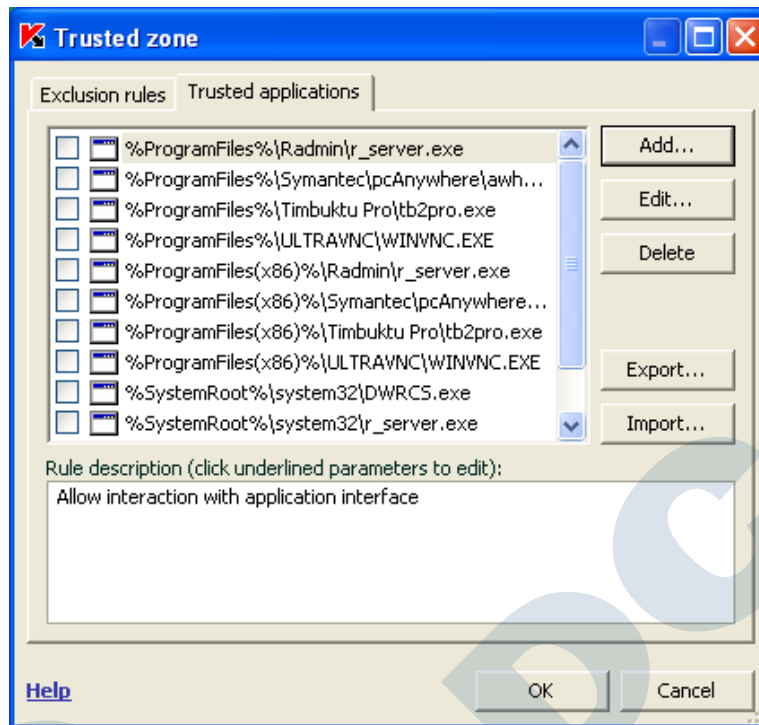 Trusted zone
Exclusion rules Trusted applications
%ProgramFiles%\Radmin\r_server.exe
%ProgramFiles%\Symantec\pcAnywhere\awh...
%ProgramFiles%\Timbuktu Pro\tb2pro.exe
%ProgramFiles%\ULTRAVNC\WINVNC.EXE
%ProgramFiles(x86)%\Radmin\r_server.exe
%ProgramFiles(x86)%\Symantec\pcAnywhere...
%ProgramFiles(x86)%\Timbuktu Pro\tb2pro.exe
%ProgramFiles(x86)%\ULTRAVNC\WINVNC.EXE
%SystemRoot%\system32\DWRCS.exe
%SystemRoot%\system32\r_server.exe
Add...
Edit...
Delete
Export...
Import...
Rule description (click underlined parameters to edit):
Allow interaction with application interface
Help
OK
Cancel